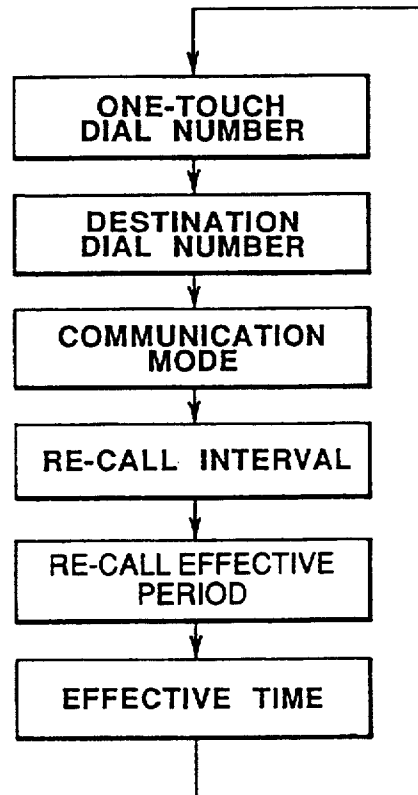 ONE-TOUCH
DIAL NUMBER
DESTINATION
DIAL NUMBER
COMMUNICATION
MODE
RE-CALL INTERVAL
RE-CALL EFFECTIVE
PERIOD
EFFECTIVE TIME